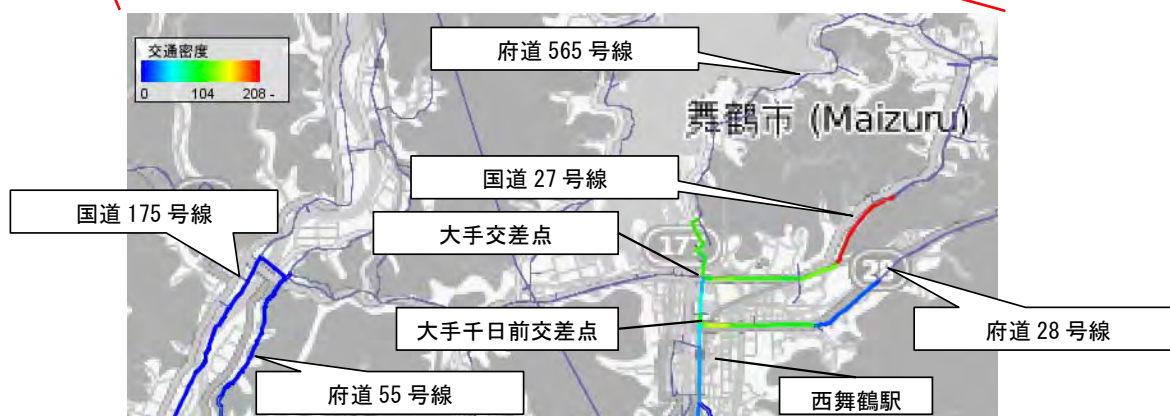 交通密度
0 104 208 -
府道 565 号線
舞鶴市 (Maizuru)
国道 27 号線
国道 175 号線
大手交差点
17
28
大手千日前交差点
府道 28 号線
府道 55 号線
西舞鶴駅